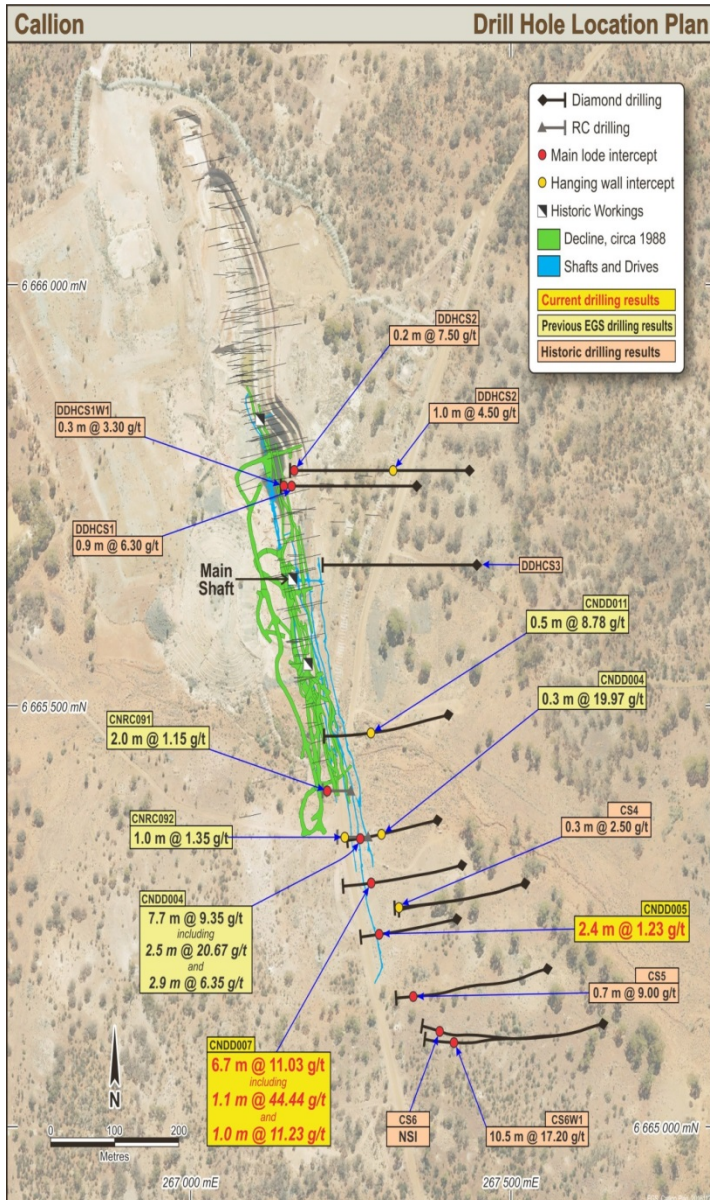 Callion
Drill Hole Location Plan
Diamond drilling
RC drilling
Main lode intercept
Hanging wall intercept
Historic Workings
Decline, circa 1988
Shafts and Drives
Current drilling results
Previous EGS drilling results
Historic drilling results
6 666 000 mN
DDHCS2
0.2 m @ 7.50 g/t
DDHCS2
1.0 m @ 4.50 g/t
DDHCS1W1
0.3 m @ 3.30 g/t
DDHCS1
0.9 m @ 6.30 g/t
DDHCS3
Main
Shaft
CNDD011
0.5 m @ 8.78 g/t
CNDD004
0.3 m @ 19.97 g/t
6 665 500 mN
CNRC091
2.0 m @ 1.15 g/t
CNRC092
1.0 m @ 1.35 g/t
CS4
0.3 m @ 2.50 g/t
CNDD004
7.7 m @ 9.35 g/t
including
2.5 m @ 20.67 g/t
and
2.9 m @ 6.35 g/t
CNDD005
2.4 m @ 1.23 g/t
CS5
0.7 m @ 9.00 g/t
CNDD007
6.7 m @ 11.03 g/t
including
1.1 m @ 44.44 g/t
and
1.0 m @ 11.23 g/t
CS6
NSI
CS6W1
10.5 m @ 17.20 g/t
6 665 000 mN
N
0 100 200
Metres
267 000 mN
267 500 mN